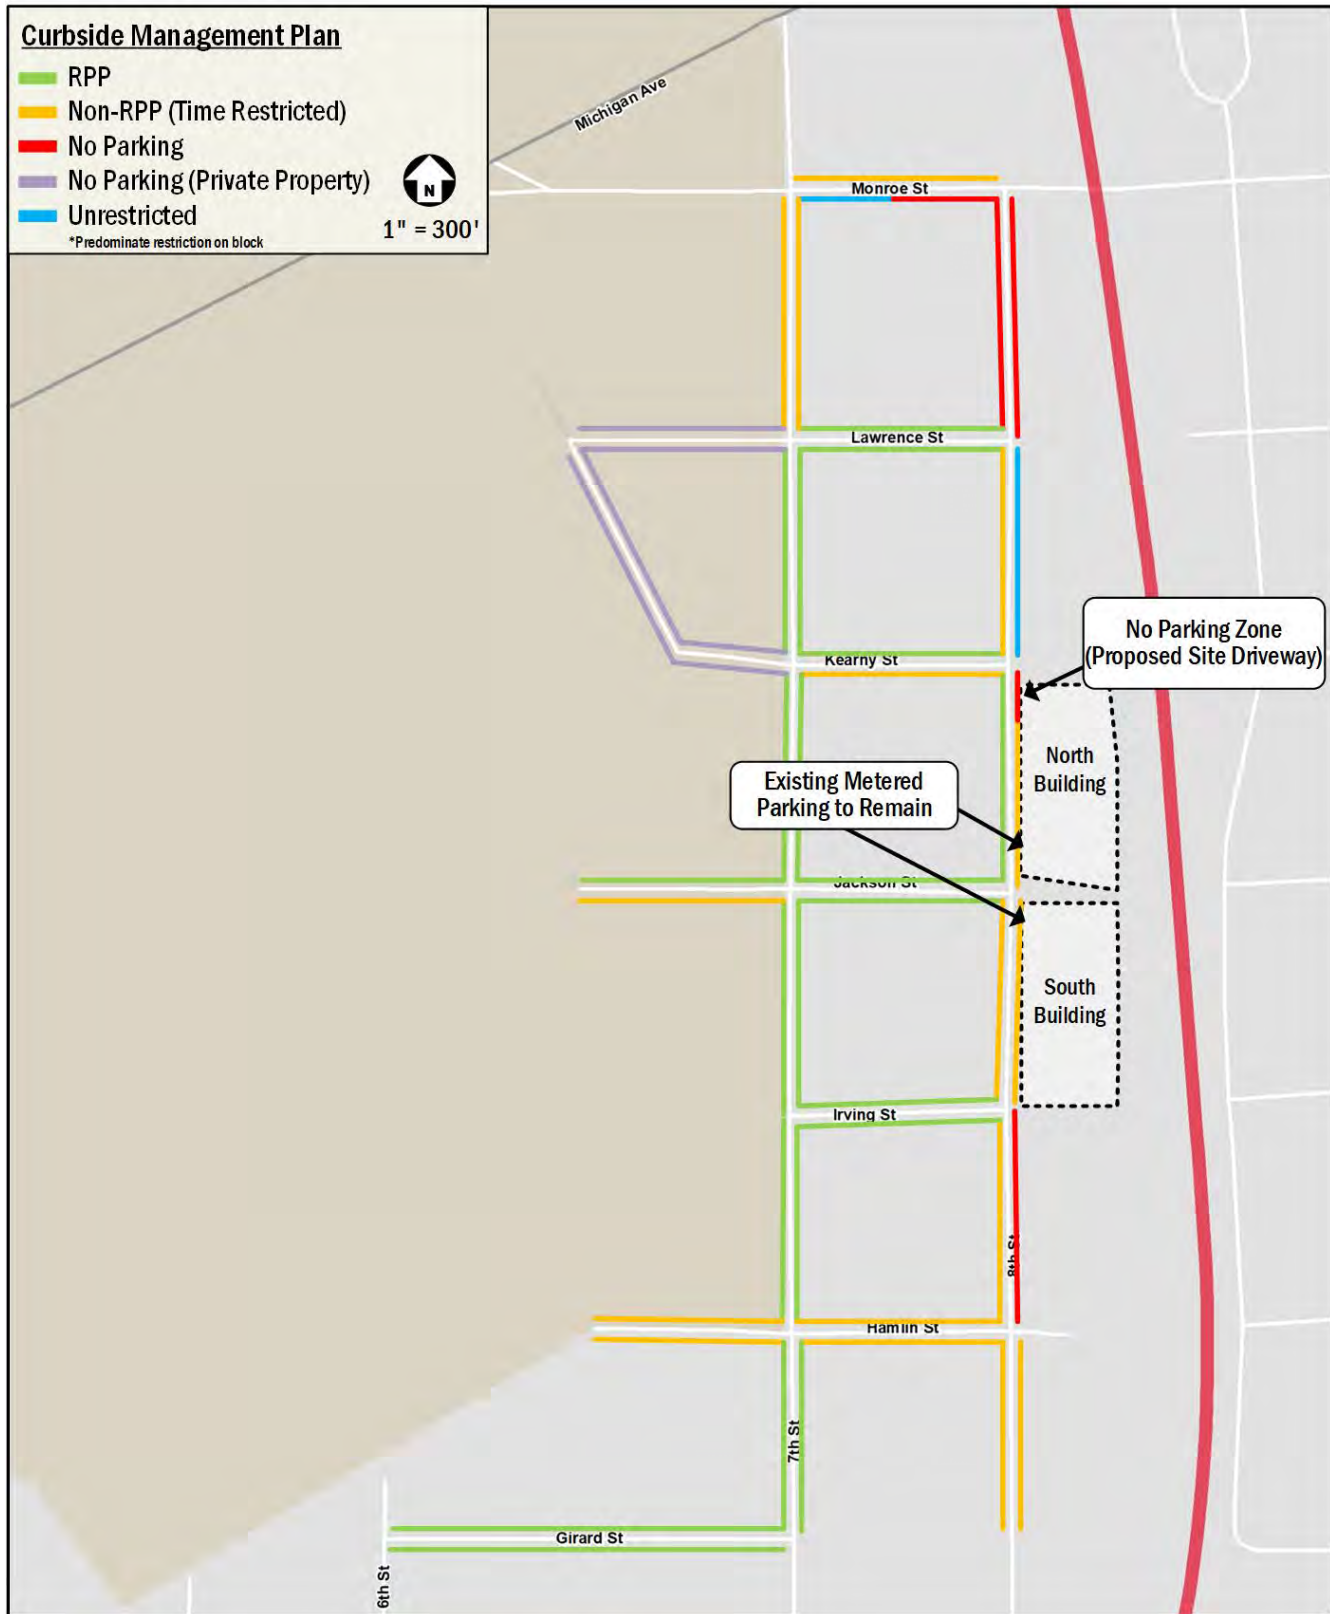 Curbside Management Plan
RPP
Non-RPP (Time Restricted)
No Parking
No Parking (Private Property)
Unrestricted
*Predominate restriction on block
N
1" = 300'
Michigan Ave
Monroe St
Lawrence St
Kearny St
No Parking Zone
(Proposed Site Driveway)
North
Building
Existing Metered
Parking to Remain
Jackson St
South
Building
Irving St
8th St
Hamlin St
7th St
Girard St
6th St